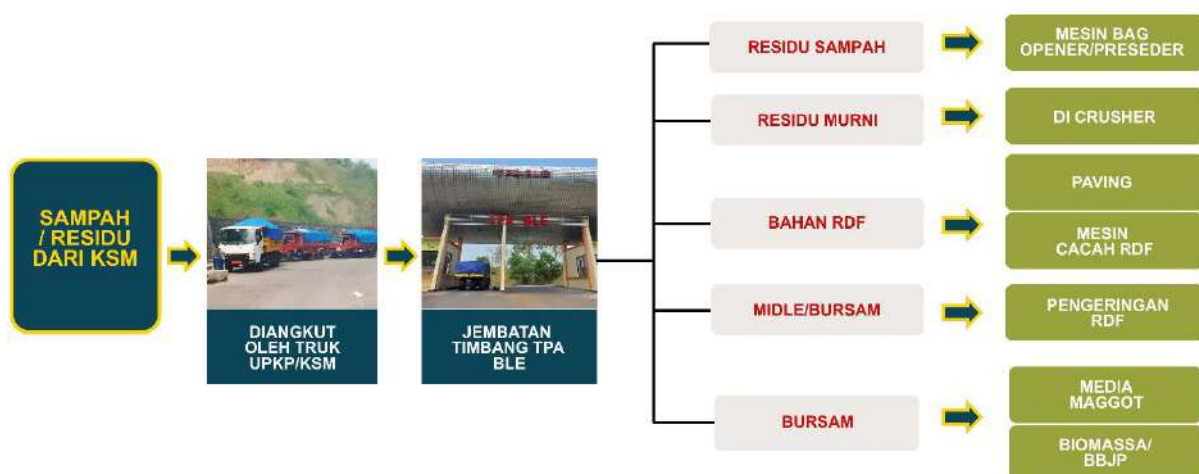 SAMPAH
/ RESIDU
DARI KSM
DIANGKUT
OLEH TRUK
UPKP/KSM
TPA BLE
JEMBATAN
TIMBANG TPA
BLE
RESIDU SAMPAH
MESIN BAG
OPENER/PRESEDER
RESIDU MURNI
DI CRUSHER
BAHAN RDF
PAVING
MESIN
CACAH RDF
MIDLE/BURSAM
PENGERINGAN
RDF
BURSAM
MEDIA
MAGGOT
BIOMASSA/
BBJP